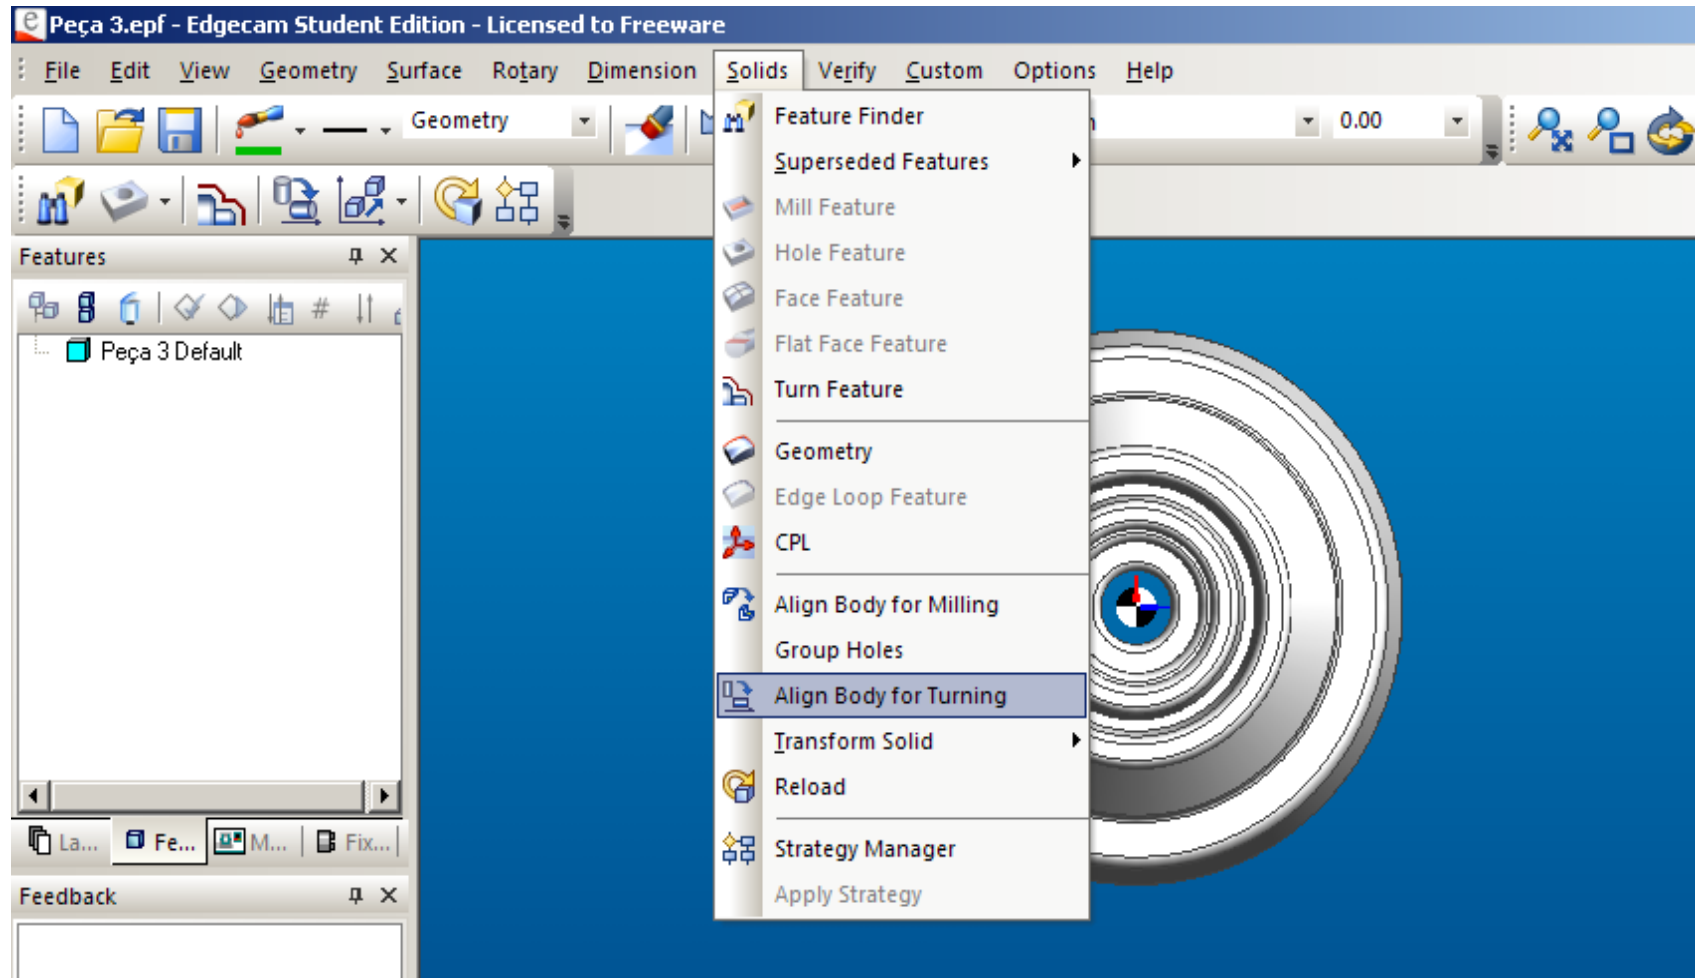 Peça 3.epf - Edgecam Student Edition - Licensed to Freeware
File Edit View Geometry Surface Rotary Dimension Solids Verify Custom Options Help
Geometry
0.00
Features
#
Peça 3 Default
La... Fe... M... Fix...
Feedback
Feature Finder
Superseded Features
Mill Feature
Hole Feature
Face Feature
Flat Face Feature
Turn Feature
Geometry
Edge Loop Feature
CPL
Align Body for Milling
Group Holes
Align Body for Turning
Transform Solid
Reload
Strategy Manager
Apply Strategy